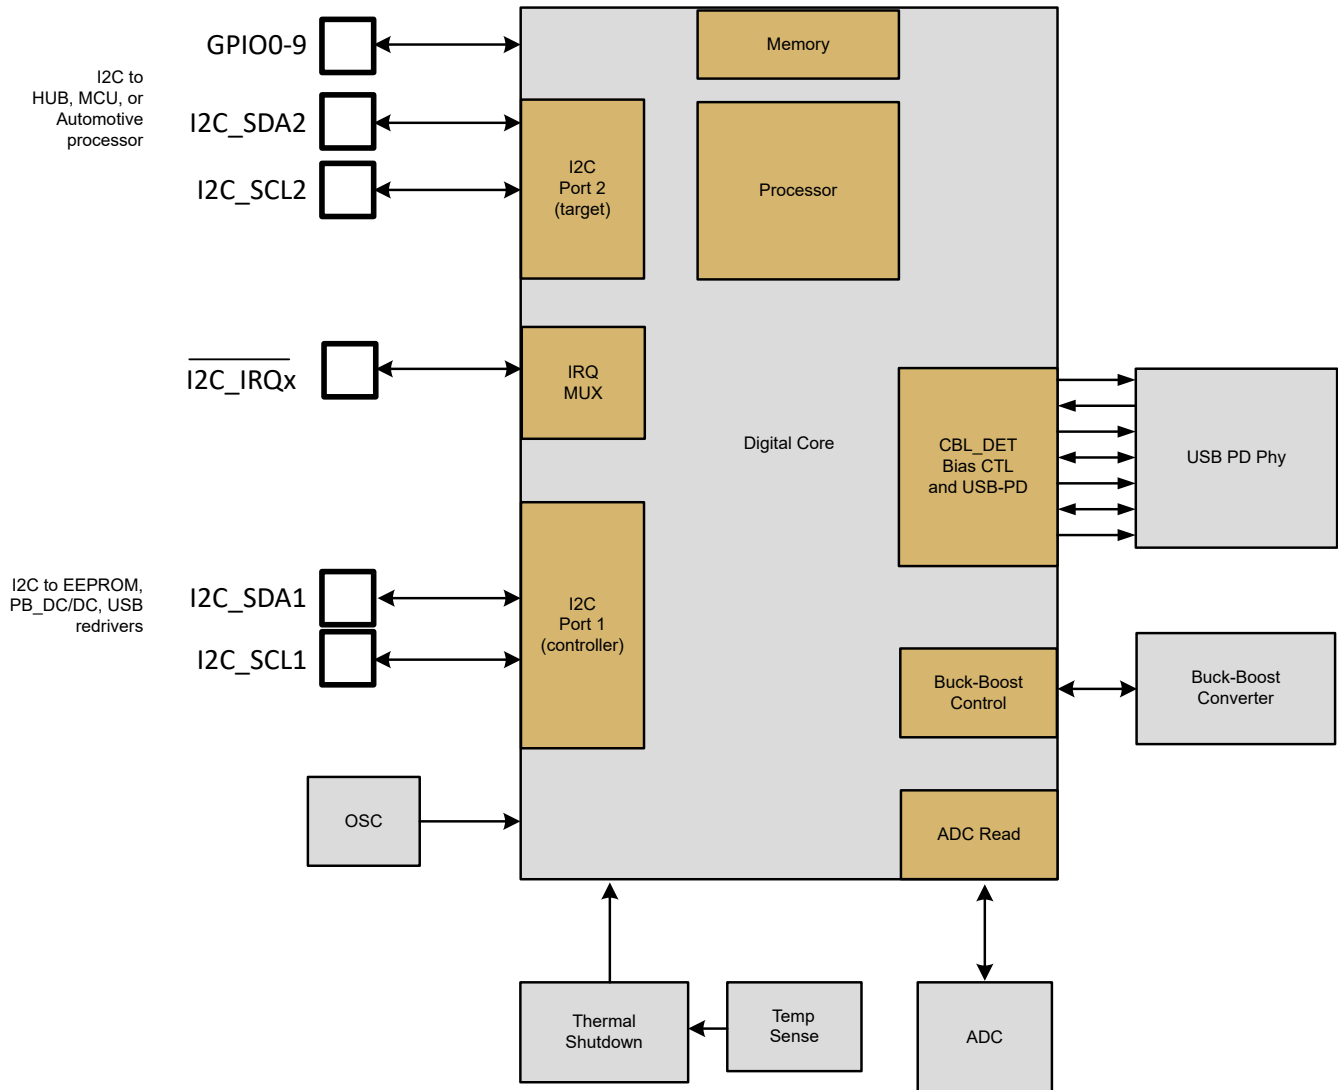 GPIO0-9
Memory
I2C to
HUB, MCU, or
Automotive
processor
I2C_SDA2
I2C_SCL2
I2C
Port 2
(target)
Processor
I2C_IRQx
IRQ
MUX
Digital Core
CBL_DET
Bias CTL
and USB-PD
USB PD Phy
I2C to EEPROM,
PB_DC/DC, USB
redrivers
I2C_SDA1
I2C_SCL1
I2C
Port 1
(controller)
Buck-Boost
Control
Buck-Boost
Converter
OSC
ADC Read
Thermal
Shutdown
Temp
Sense
ADC